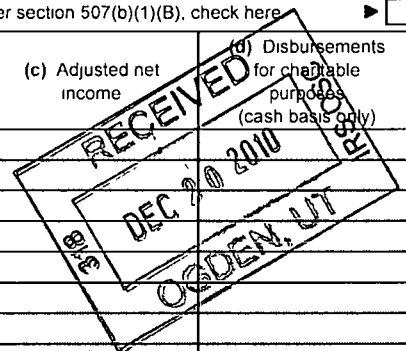 er section 507(b)(1)(B), check here
(c) Adjusted net
income
(d) Disbursements
for charitable
purposes
(cash basis only)
RECEIVED
DEC 20 2010
IRS-OSC
OGDEN, UT